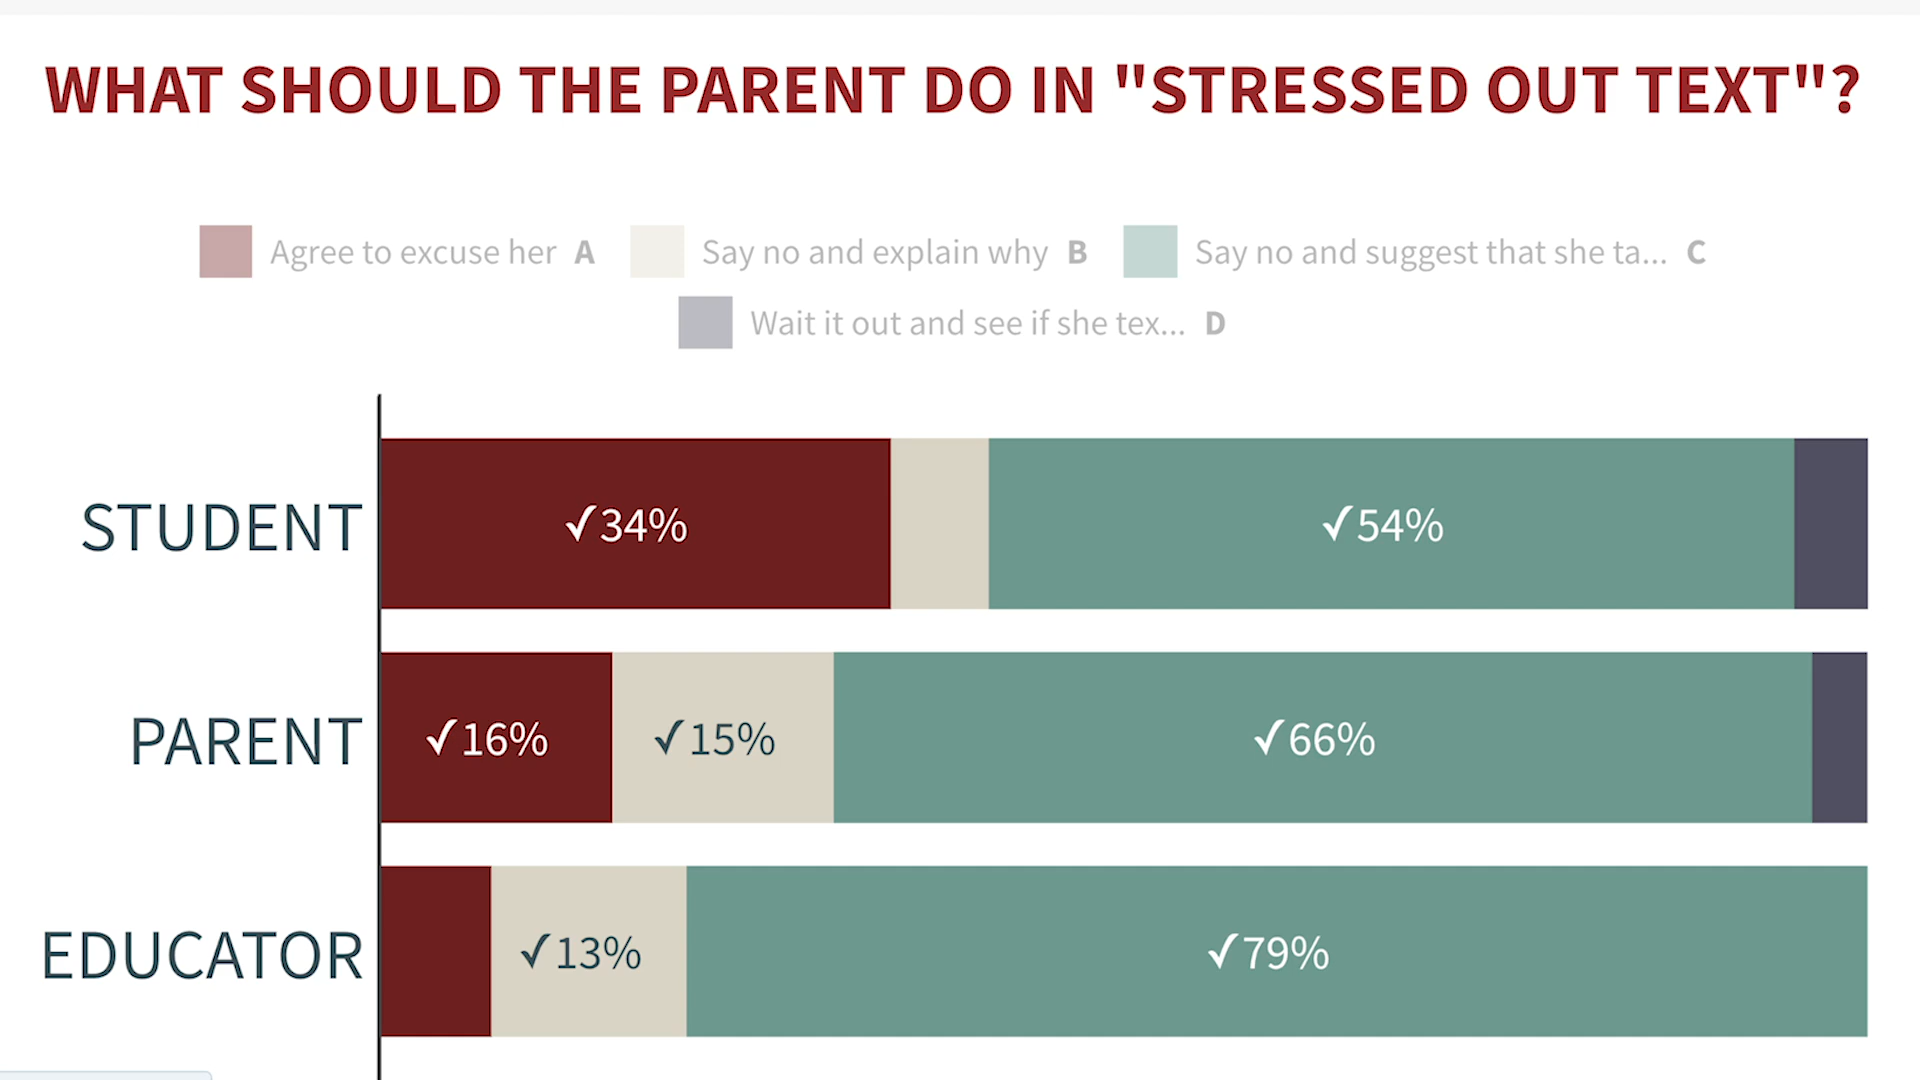 WHAT SHOULD THE PARENT DO IN "STRESSED OUT TEXT"?
Agree to excuse her A Say no and explain why B Say no and suggest that she ta... C
Wait it out and see if she tex... D
STUDENT ✓34% ✓54%
PARENT ✓16% ✓15% ✓66%
EDUCATOR ✓13% ✓79%